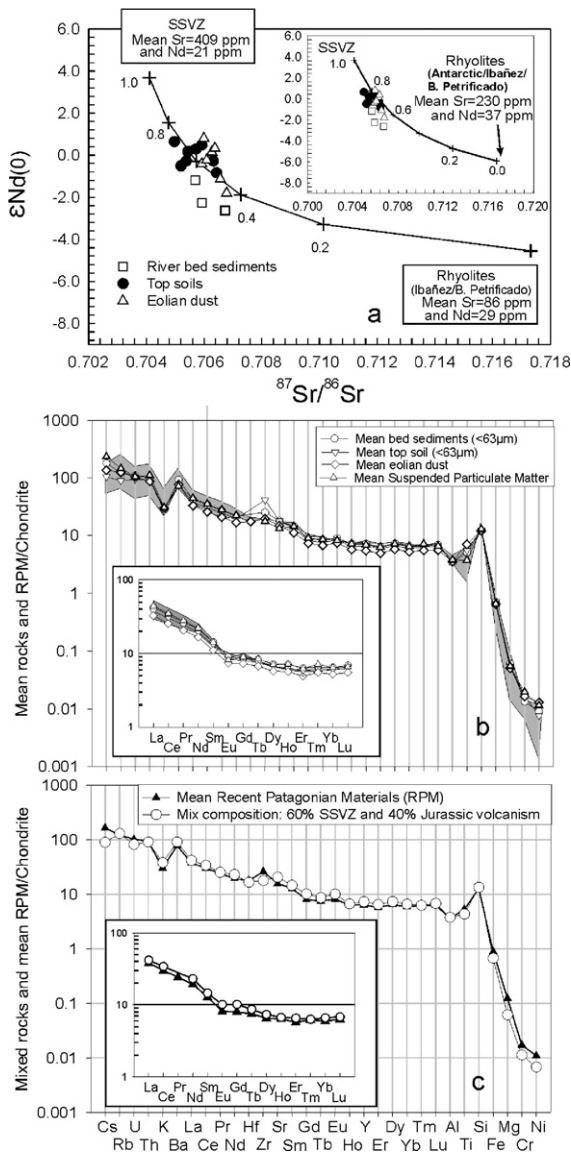 SSVZ
Mean Sr=409 ppm
and Nd=21 ppm
6.0
4.0
2.0
0.0
-2.0
-4.0
-6.0
-8.0
εNd(0)
1.0
0.8
0.4
0.2
SSVZ
1.0
0.8
0.6
0.2
0.0
Rhyolites
(Antarctic/Ibañez/
B. Petrificado)
Mean Sr=230 ppm
and Nd=37 ppm
6.0
4.0
2.0
0.0
-2.0
-4.0
-6.0
-8.0
0.700 0.704 0.708 0.712 0.716 0.720
River bed sediments
Top soils
Eolian dust
a
Rhyolites
(Ibañez/B. Petrificado)
Mean Sr=86 ppm
and Nd=29 ppm
0.702 0.704 0.706 0.708 0.710 0.712 0.714 0.716 0.718
87Sr/86Sr
Mean rocks and RPM/Chondrite
1000
100
10
1
0.1
0.01
0.001
Mean bed sediments (<63µm)
Mean top soil (<63µm)
Mean eolian dust
Mean Suspended Particulate Matter
100
10
1
La Pr Sm Gd Dy Er Yb
Ce Nd Eu Tb Ho Tm Lu
b
Mixed rocks and mean RPM/Chondrite
1000
100
10
1
0.1
0.01
0.001
Mean Recent Patagonian Materials (RPM)
Mix composition: 60% SSVZ and 40% Jurassic volcanism
100
10
1
La Pr Sm Gd Dy Er Yb
Ce Nd Eu Tb Ho Tm Lu
c
Cs U K La Pr Hf Sr Gd Eu Y Dy Tm Al Si Mg Ni
Rb Th Ba Ce Nd Zr Sm Tb Ho Er Yb Lu Ti Fe Cr